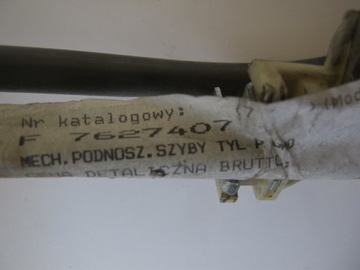 Nr katalogowy:
F 7627407
MECH.PODNOSZ.SZYBY TYL P
CENA DETALICZNA BRUTTO